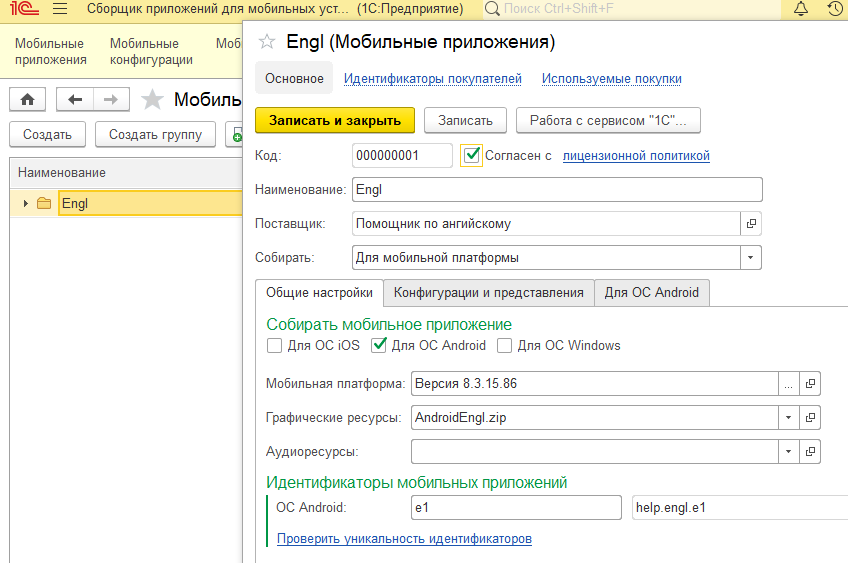 1С Сборщик приложений для мобильных уст... (1С:Предприятие) Поиск Ctrl+Shift+F
Мобильные приложения
Мобильные конфигурации
Моб
Мобиль
Создать Создать группу
Наименование
Engl
Engl (Мобильные приложения)
Основное Идентификаторы покупателей Используемые покупки
Записать и закрыть Записать Работа с сервисом "1С"...
Код: 000000001 Согласен с лицензионной политикой
Наименование: Engl
Поставщик: Помощник по ангийскому
Собирать: Для мобильной платформы
Общие настройки Конфигурации и представления Для ОС Android
Собирать мобильное приложение
Для ОС iOS Для ОС Android Для ОС Windows
Мобильная платформа: Версия 8.3.15.86 ...
Графические ресурсы: AndroidEngl.zip
Аудиоресурсы:
Идентификаторы мобильных приложений
ОС Android: e1 help.engl.e1
Проверить уникальность идентификаторов